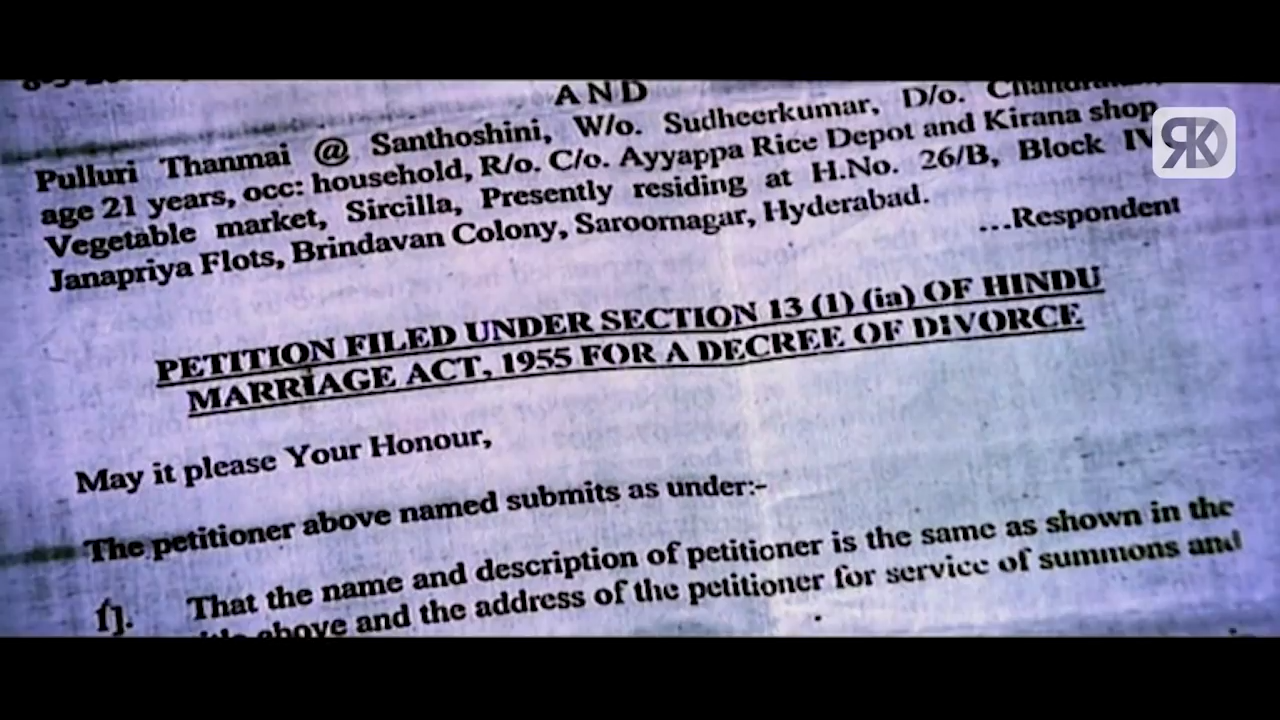 AND
Pulluri Thanmai @ Santhoshini, W/o. Sudheerkumar, D/o.
age 21 years, occ: household, R/o. C/o. Ayyappa Rice Depot and Kirana shop
Vegetable market, Sircilla, Presently residing at H.No. 26/B, Block IV
Janapriya Flots, Brindavan Colony, Saroornagar, Hyderabad.
...Respondent
PETITION FILED UNDER SECTION 13 (1) (ia) OF HINDU
MARRIAGE ACT, 1955 FOR A DECREE OF DIVORCE
May it please Your Honour,
The petitioner above named submits as under:-
1]. That the name and description of petitioner is the same as shown in the
above and the address of the petitioner for service of summons and
RK